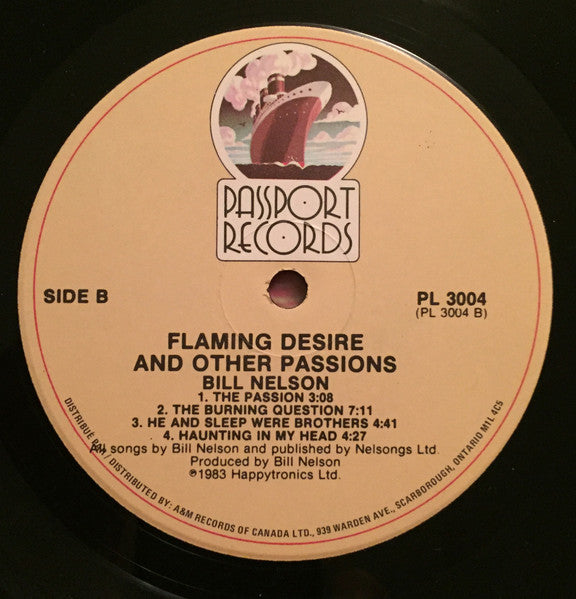 PASSPORT
RECORDS
SIDE B
PL 3004
(PL 3004 B)
FLAMING DESIRE
AND OTHER PASSIONS
BILL NELSON
1. THE PASSION 3:08
2. THE BURNING QUESTION 7:11
3. HE AND SLEEP WERE BROTHERS 4:41
4. HAUNTING IN MY HEAD 4:27
All songs by Bill Nelson and published by Nelsongs Ltd.
Produced by Bill Nelson
℗1983 Happytronics Ltd.
DISTRIBUE PAR / DISTRIBUTED BY: A&M RECORDS OF CANADA LTD., 939 WARDEN AVE., SCARBOROUGH, ONTARIO M1L 4C5